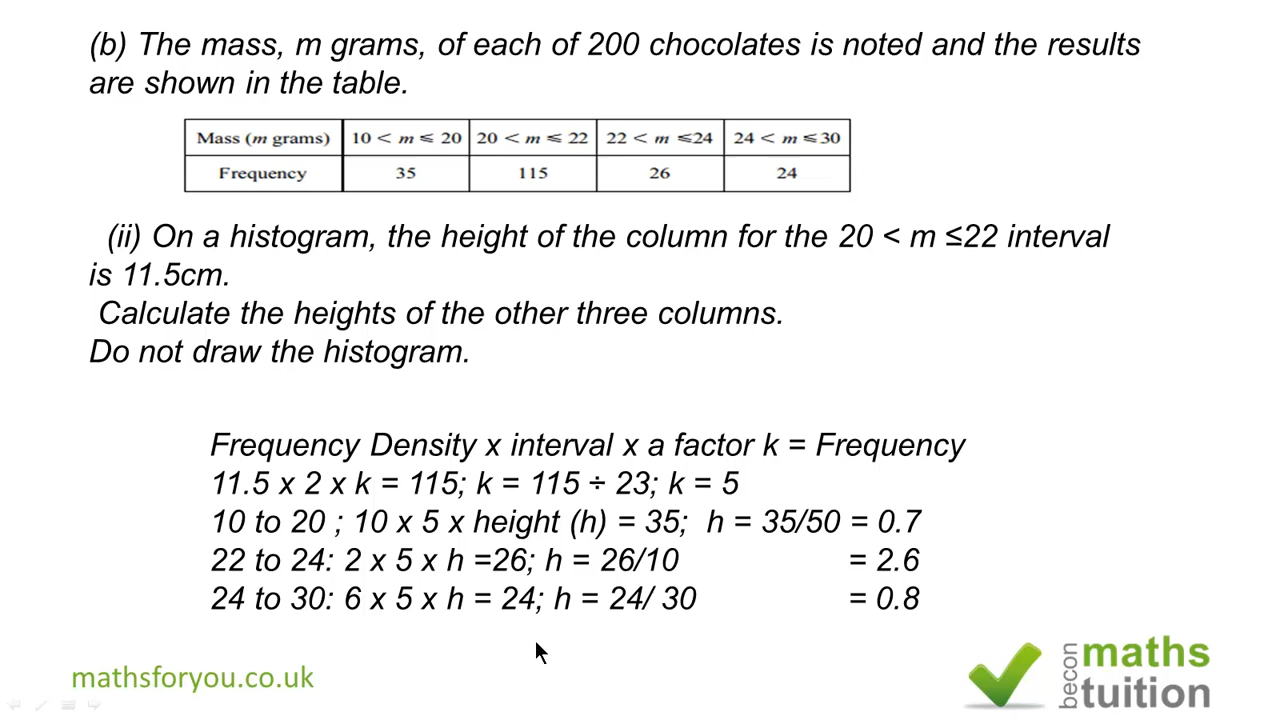 (b) The mass, m grams, of each of 200 chocolates is noted and the results
are shown in the table.
Mass (m grams) 10 < m ⩽ 20 20 < m ⩽ 22 22 < m ⩽24 24 < m ⩽30
Frequency 35 115 26 24
(ii) On a histogram, the height of the column for the 20 < m ≤22 interval
is 11.5cm.
Calculate the heights of the other three columns.
Do not draw the histogram.
Frequency Density x interval x a factor k = Frequency
11.5 x 2 x k = 115; k = 115 ÷ 23; k = 5
10 to 20 ; 10 x 5 x height (h) = 35; h = 35/50 = 0.7
22 to 24: 2 x 5 x h =26; h = 26/10 = 2.6
24 to 30: 6 x 5 x h = 24; h = 24/ 30 = 0.8
mathsforyou.co.uk
becon
maths
tuition